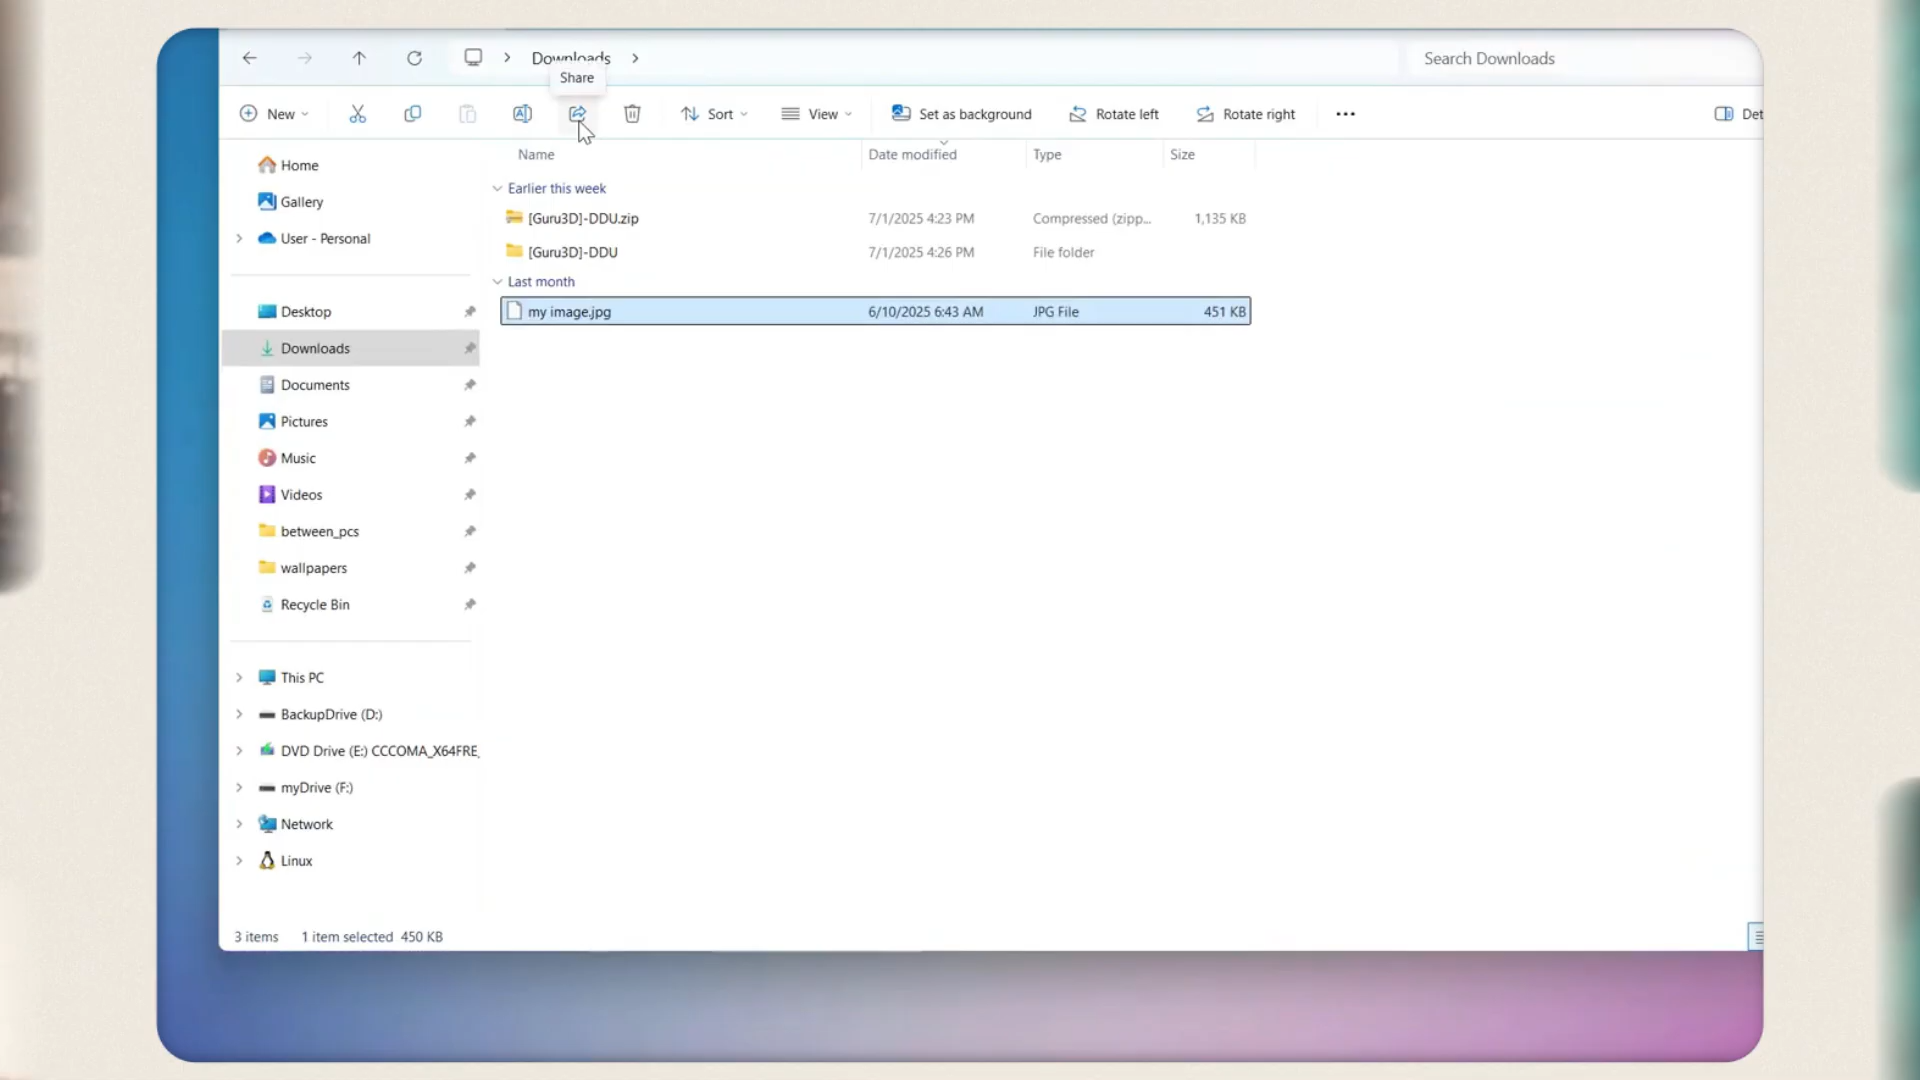 Downloads
Search Downloads
Share
New
Sort
View
Set as background
Rotate left
Rotate right
Det
Name
Date modified
Type
Size
Home
Gallery
User - Personal
Desktop
Downloads
Documents
Pictures
Music
Videos
between_pcs
wallpapers
Recycle Bin
This PC
BackupDrive (D:)
DVD Drive (E:) CCCOMA_X64FRE_
myDrive (F:)
Network
Linux
Earlier this week
[Guru3D]-DDU.zip 7/1/2025 4:23 PM Compressed (zipp... 1,135 KB
[Guru3D]-DDU 7/1/2025 4:26 PM File folder
Last month
my image.jpg 6/10/2025 6:43 AM JPG File 451 KB
3 items 1 item selected 450 KB